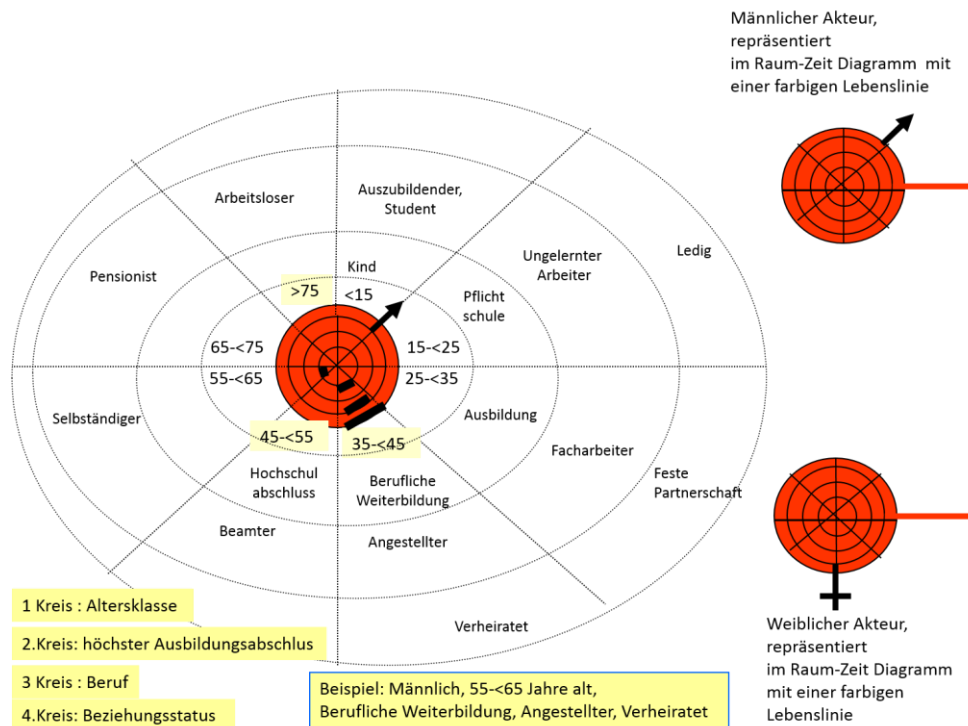 Männlicher Akteur,
repräsentiert
im Raum-Zeit Diagramm mit
einer farbigen Lebenslinie
Arbeitsloser
Auszubildender,
Student
Ungelernter
Arbeiter
Ledig
Pensionist
Kind
>75
<15
Pflicht
schule
65-<75
15-<25
55-<65
25-<35
Selbständiger
45-<55
35-<45
Ausbildung
Facharbeiter
Hochschul
abschluss
Berufliche
Weiterbildung
Feste
Partnerschaft
Beamter
Angestellter
Verheiratet
1 Kreis : Altersklasse
2.Kreis: höchster Ausbildungsabschlus
3 Kreis : Beruf
4.Kreis: Beziehungsstatus
Beispiel: Männlich, 55-<65 Jahre alt,
Berufliche Weiterbildung, Angestellter, Verheiratet
Weiblicher Akteur,
repräsentiert
im Raum-Zeit Diagramm
mit einer farbigen
Lebenslinie